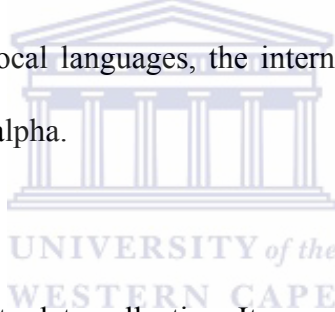 ocal languages, the intern
alpha.
UNIVERSITY of the
WESTERN CAPE